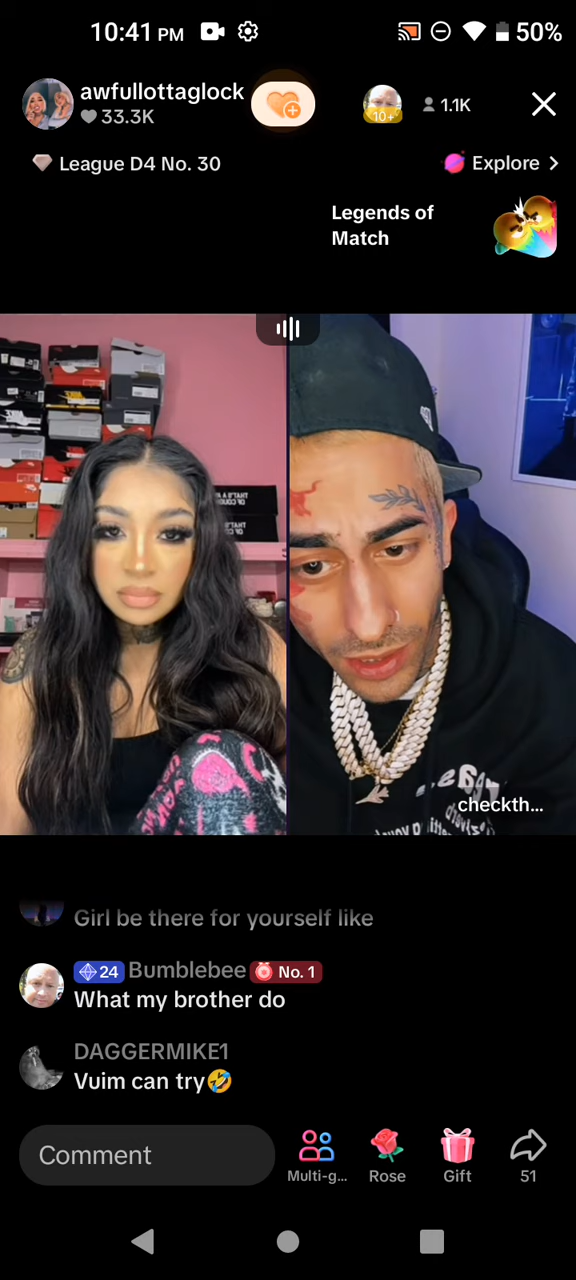 10:41 PM
50%
awfullottaglock
33.3K
10+
1.1K
League D4 No. 30
Explore >
Legends of
Match
checkth...
Girl be there for yourself like
24 Bumblebee No. 1
What my brother do
DAGGERMIKE1
Vuim can try🤣
Comment
Multi-g...
Rose
Gift
51